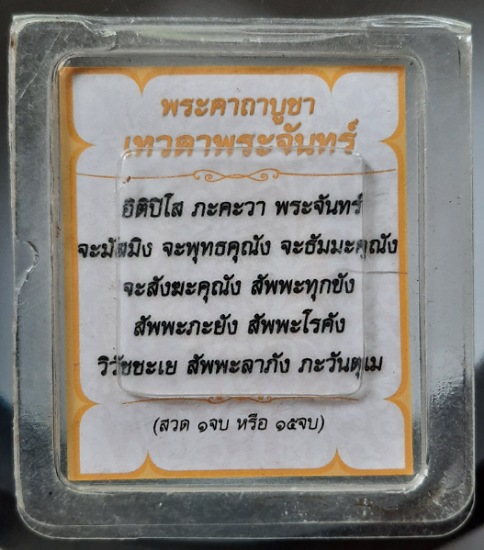 พระคาถาบูชา
เทวดาพระจันทร์
อิติปิโส ภะคะวา พระจันทร์
จะมัสมิง จะพุทธคุณัง จะธัมมะคุณัง
จะสังฆะคุณัง สัพพะทุกขัง
สัพพะภะยัง สัพพะโรคัง
วิวัชชะเย สัพพะลาภัง ภะวันตุเม
(สวด ๑จบ หรือ ๑๕จบ)